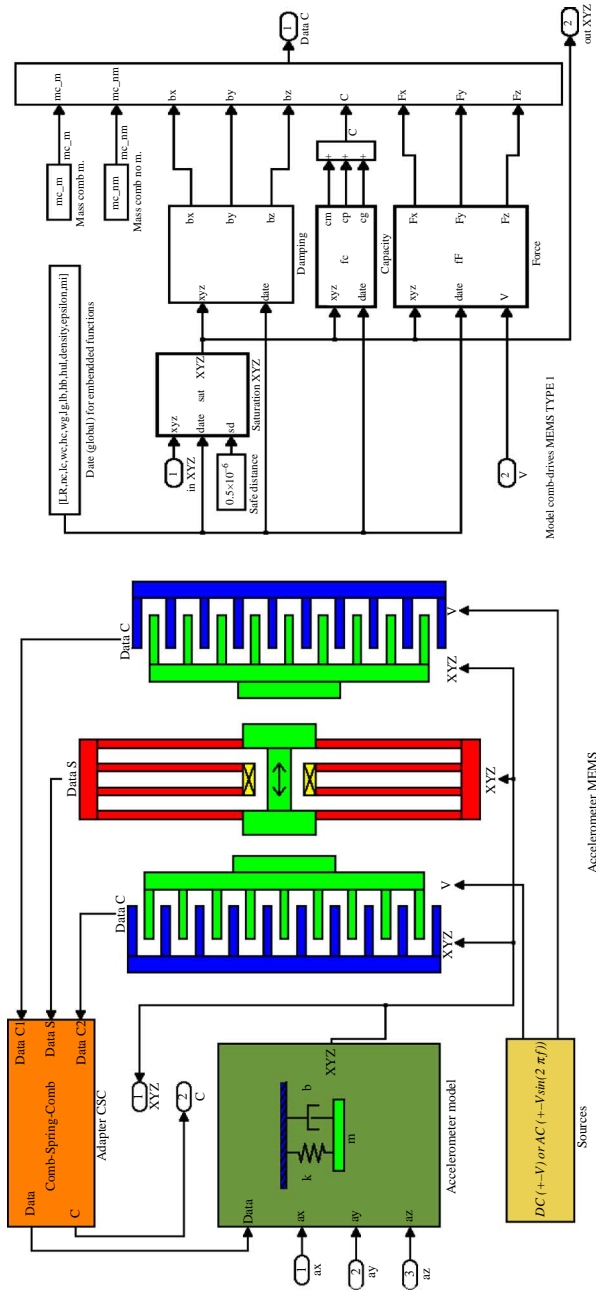 Data
C
Comb-Spring-Comb
Data C1
Data S
Data C2
Adapter CSC
1
XYZ
2
C
Data
ax
ay
az
k
b
m
XYZ
Accelerometer model
1
ax
2
ay
3
az
DC (+−V) or AC (+−Vsin(2 πf))
Sources
Data C
XYZ
V
Data S
XYZ
Data C
XYZ
V
Accelerometer MEMS
[LR,nc,lc,wc,hc,wg,lg,lb,hb,hul,density,epsilon,mi]
Date (global) for embendded functions
mc_m
mc_m
Mass comb m.
mc_nm
mc_nm
Mass comb no m.
mc_m
mc_nm
bx
by
bz
C
Fx
Fy
Fz
1
Data C
1
in XYZ
0.5×10−6
Safe distance
xyz
date
sd
sat
XYZ
Saturation XYZ
xyz
date
bx
by
bz
Damping
xyz
date
fc
cm
cp
cg
Capacity
+
+
+
C
xyz
date
V
fF
Fx
Fy
Fz
Force
2
V
2
out XYZ
Model comb-drives MEMS TYPE 1